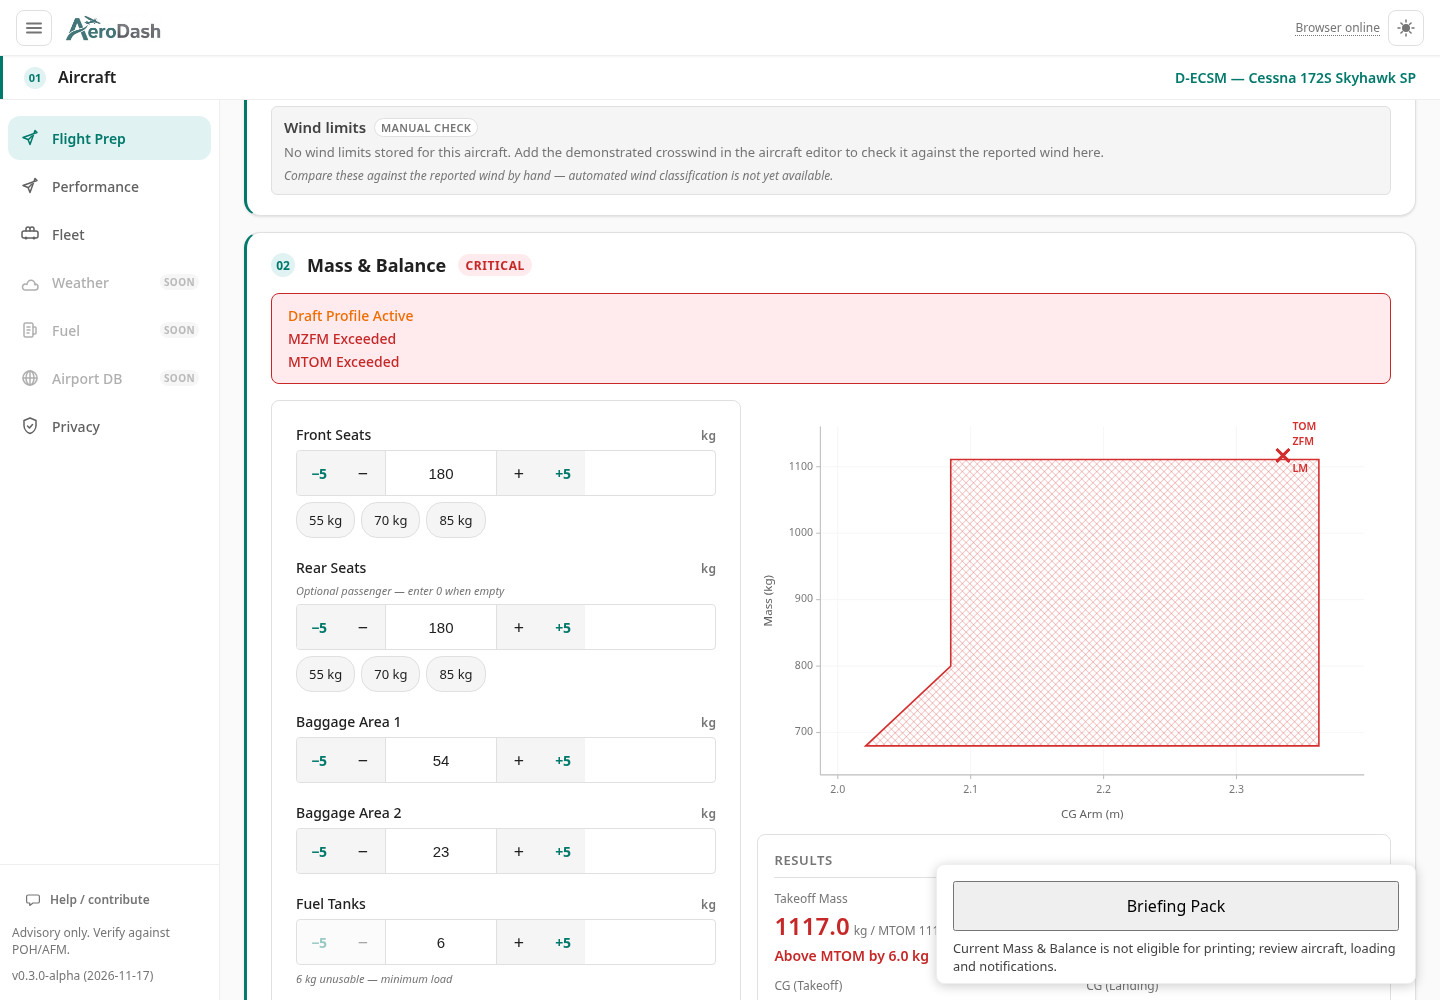 AeroDash
Browser online
01 Aircraft
D-ECSM — Cessna 172S Skyhawk SP
Flight Prep
Performance
Fleet
Weather SOON
Fuel SOON
Airport DB SOON
Privacy
Help / contribute
Advisory only. Verify against
POH/AFM.
v0.3.0-alpha (2026-11-17)
Wind limits MANUAL CHECK
No wind limits stored for this aircraft. Add the demonstrated crosswind in the aircraft editor to check it against the reported wind here.
Compare these against the reported wind by hand — automated wind classification is not yet available.
02 Mass & Balance CRITICAL
Draft Profile Active
MZFM Exceeded
MTOM Exceeded
Front Seats kg
−5 − 180 + +5
55 kg 70 kg 85 kg
Rear Seats kg
Optional passenger — enter 0 when empty
−5 − 180 + +5
55 kg 70 kg 85 kg
Baggage Area 1 kg
−5 − 54 + +5
Baggage Area 2 kg
−5 − 23 + +5
Fuel Tanks kg
−5 − 6 + +5
6 kg unusable — minimum load
TOM
ZFM
LM
1100
1000
900
800
700
Mass (kg)
2.0 2.1 2.2 2.3
CG Arm (m)
RESULTS
Takeoff Mass
1117.0 kg / MTOM 111
Above MTOM by 6.0 kg
CG (Takeoff)
CG (Landing)
Briefing Pack
Current Mass & Balance is not eligible for printing; review aircraft, loading
and notifications.